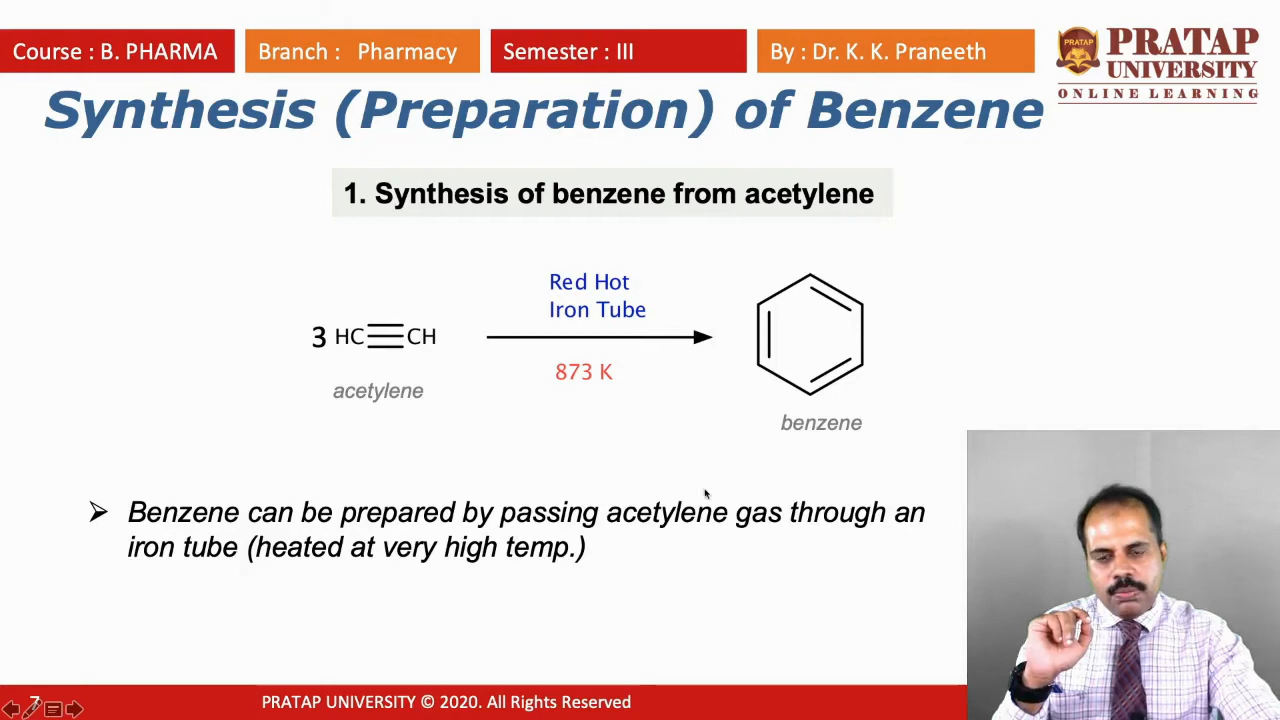 Course : B. PHARMA
Branch : Pharmacy
Semester : III
By : Dr. K. K. Praneeth
PRATAP
PRATAP
UNIVERSITY
ONLINE LEARNING
Synthesis (Preparation) of Benzene
1. Synthesis of benzene from acetylene
Red Hot
Iron Tube
3 HC≡CH
873 K
acetylene
benzene
➢ Benzene can be prepared by passing acetylene gas through an
iron tube (heated at very high temp.)
7
PRATAP UNIVERSITY © 2020. All Rights Reserved